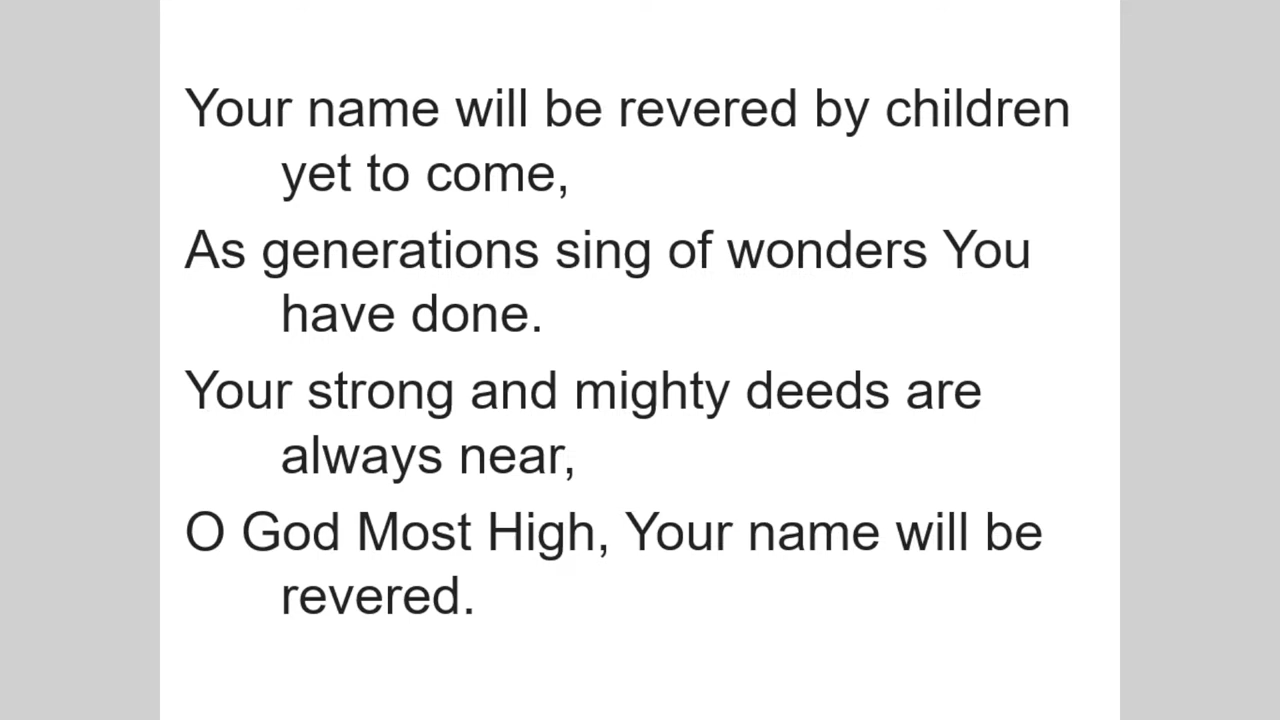 Your name will be revered by children
yet to come,
As generations sing of wonders You
have done.
Your strong and mighty deeds are
always near,
O God Most High, Your name will be
revered.